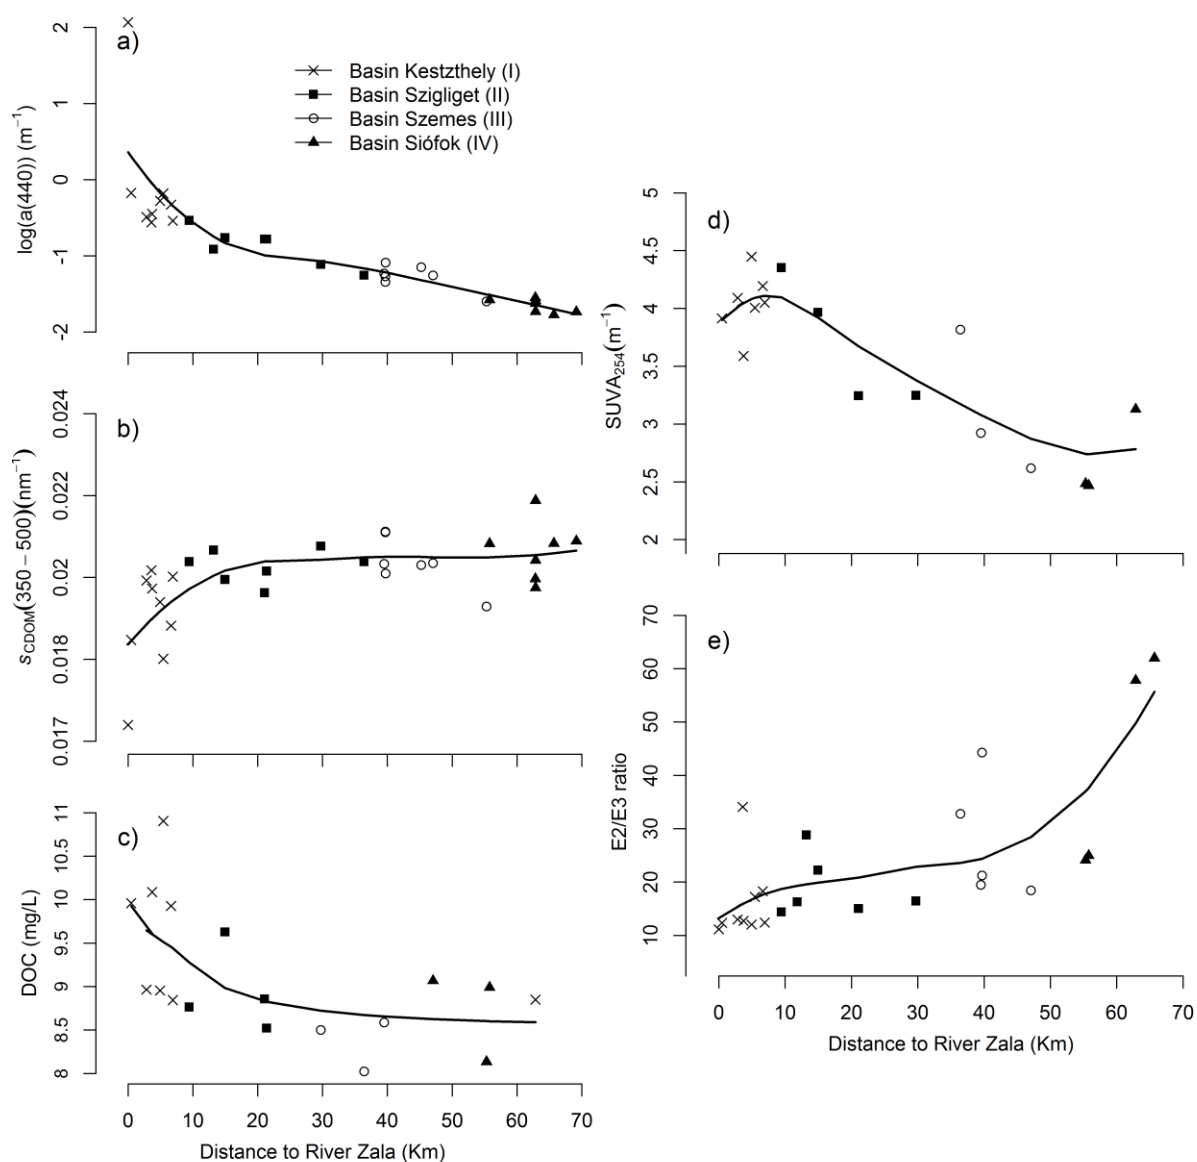 a)
2
1
0
-1
-2
log(a(440)) (m⁻¹)
Basin Kestzthely (I)
Basin Szigliget (II)
Basin Szemes (III)
Basin Siófok (IV)
b)
0.024
0.022
0.02
0.018
0.017
sCDOM(350 − 500)(nm⁻¹)
c)
11
10.5
10
9.5
9
8.5
8
DOC (mg/L)
0 10 20 30 40 50 60 70
Distance to River Zala (Km)
d)
5
4.5
4
3.5
3
2.5
2
SUVA254(m⁻¹)
e)
70
60
50
40
30
20
10
E2/E3 ratio
0 10 20 30 40 50 60 70
Distance to River Zala (Km)